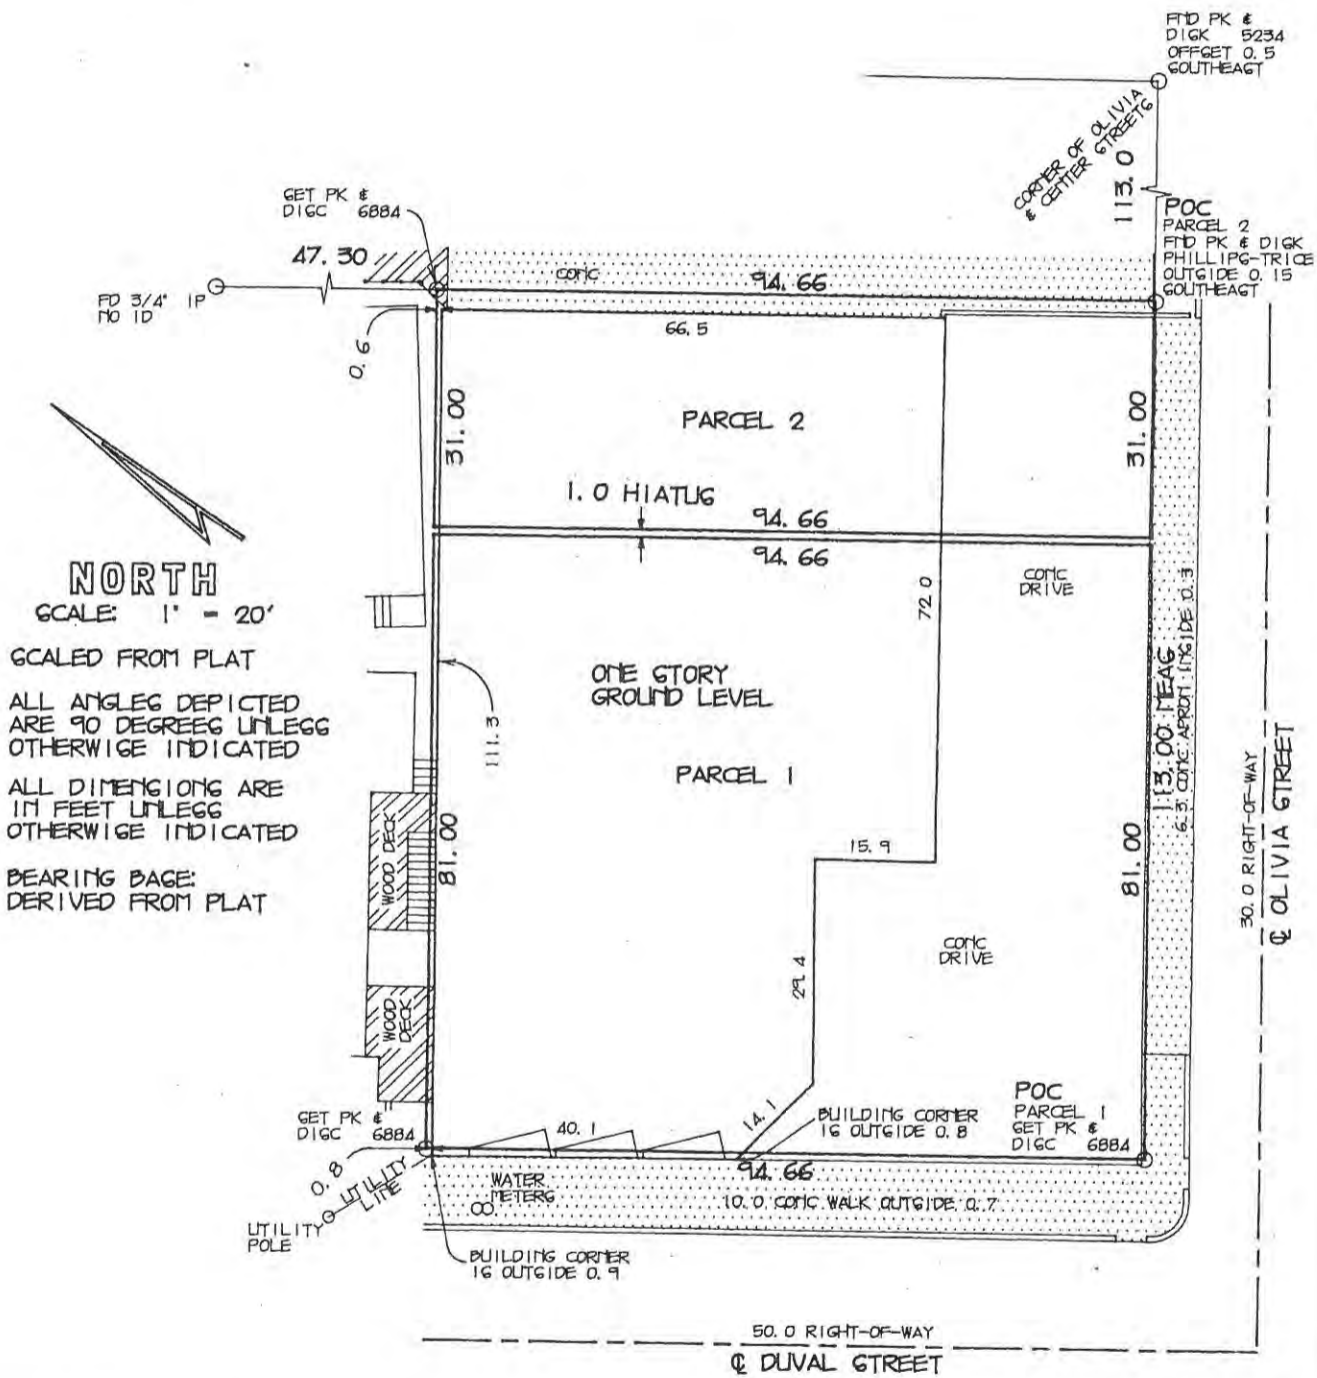 FND PK &
DISK 5234
OFFSET 0.5
SOUTHEAST
CORNER OF OLIVIA
& CENTER STREETS
113.0
POC
PARCEL 2
FND PK & DISK
PHILLIPS-TRICE
OUTSIDE 0.15
SOUTHEAST
SET PK &
DISC 6884
47.30
FD 3/4" IP
NO ID
CONC
94.66
66.5
0.6
31.00
PARCEL 2
31.00
1.0 HIATUS
94.66
94.66
NORTH
SCALE: 1" - 20'
SCALED FROM PLAT
ALL ANGLES DEPICTED
ARE 90 DEGREES UNLESS
OTHERWISE INDICATED
ALL DIMENSIONS ARE
IN FEET UNLESS
OTHERWISE INDICATED
BEARING BASE:
DERIVED FROM PLAT
72.0
CONC
DRIVE
ONE STORY
GROUND LEVEL
PARCEL 1
111.3
81.00
WOOD DECK
WOOD
DECK
15.9
29.4
14.1
CONC
DRIVE
81.00
113.00 MEAS
6.3 CONC APRON INSIDE 0.3
30.0 RIGHT-OF-WAY
℄ OLIVIA STREET
SET PK &
DISC 6884
0.8
UTILITY
LINE
UTILITY
POLE
40.1
BUILDING CORNER
IS OUTSIDE 0.8
POC
PARCEL 1
SET PK &
DISC 6884
94.66
WATER
METERS
10.0 CONC WALK OUTSIDE 0.7
BUILDING CORNER
IS OUTSIDE 0.9
50.0 RIGHT-OF-WAY
℄ DUVAL STREET